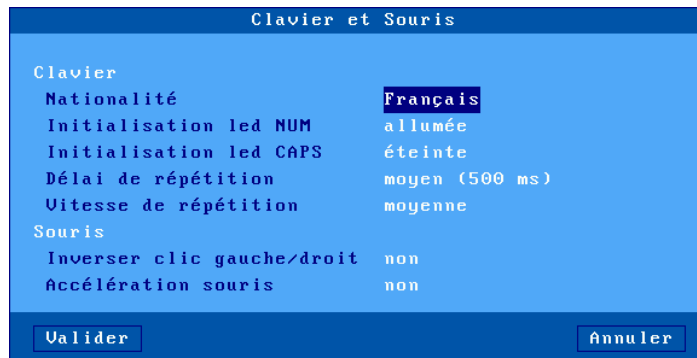 Clavier et Souris
Clavier
Nationalité Français
Initialisation led NUM allumée
Initialisation led CAPS éteinte
Délai de répétition moyen (500 ms)
Vitesse de répétition moyenne
Souris
Inverser clic gauche/droit non
Accélération souris non
Valider Annuler